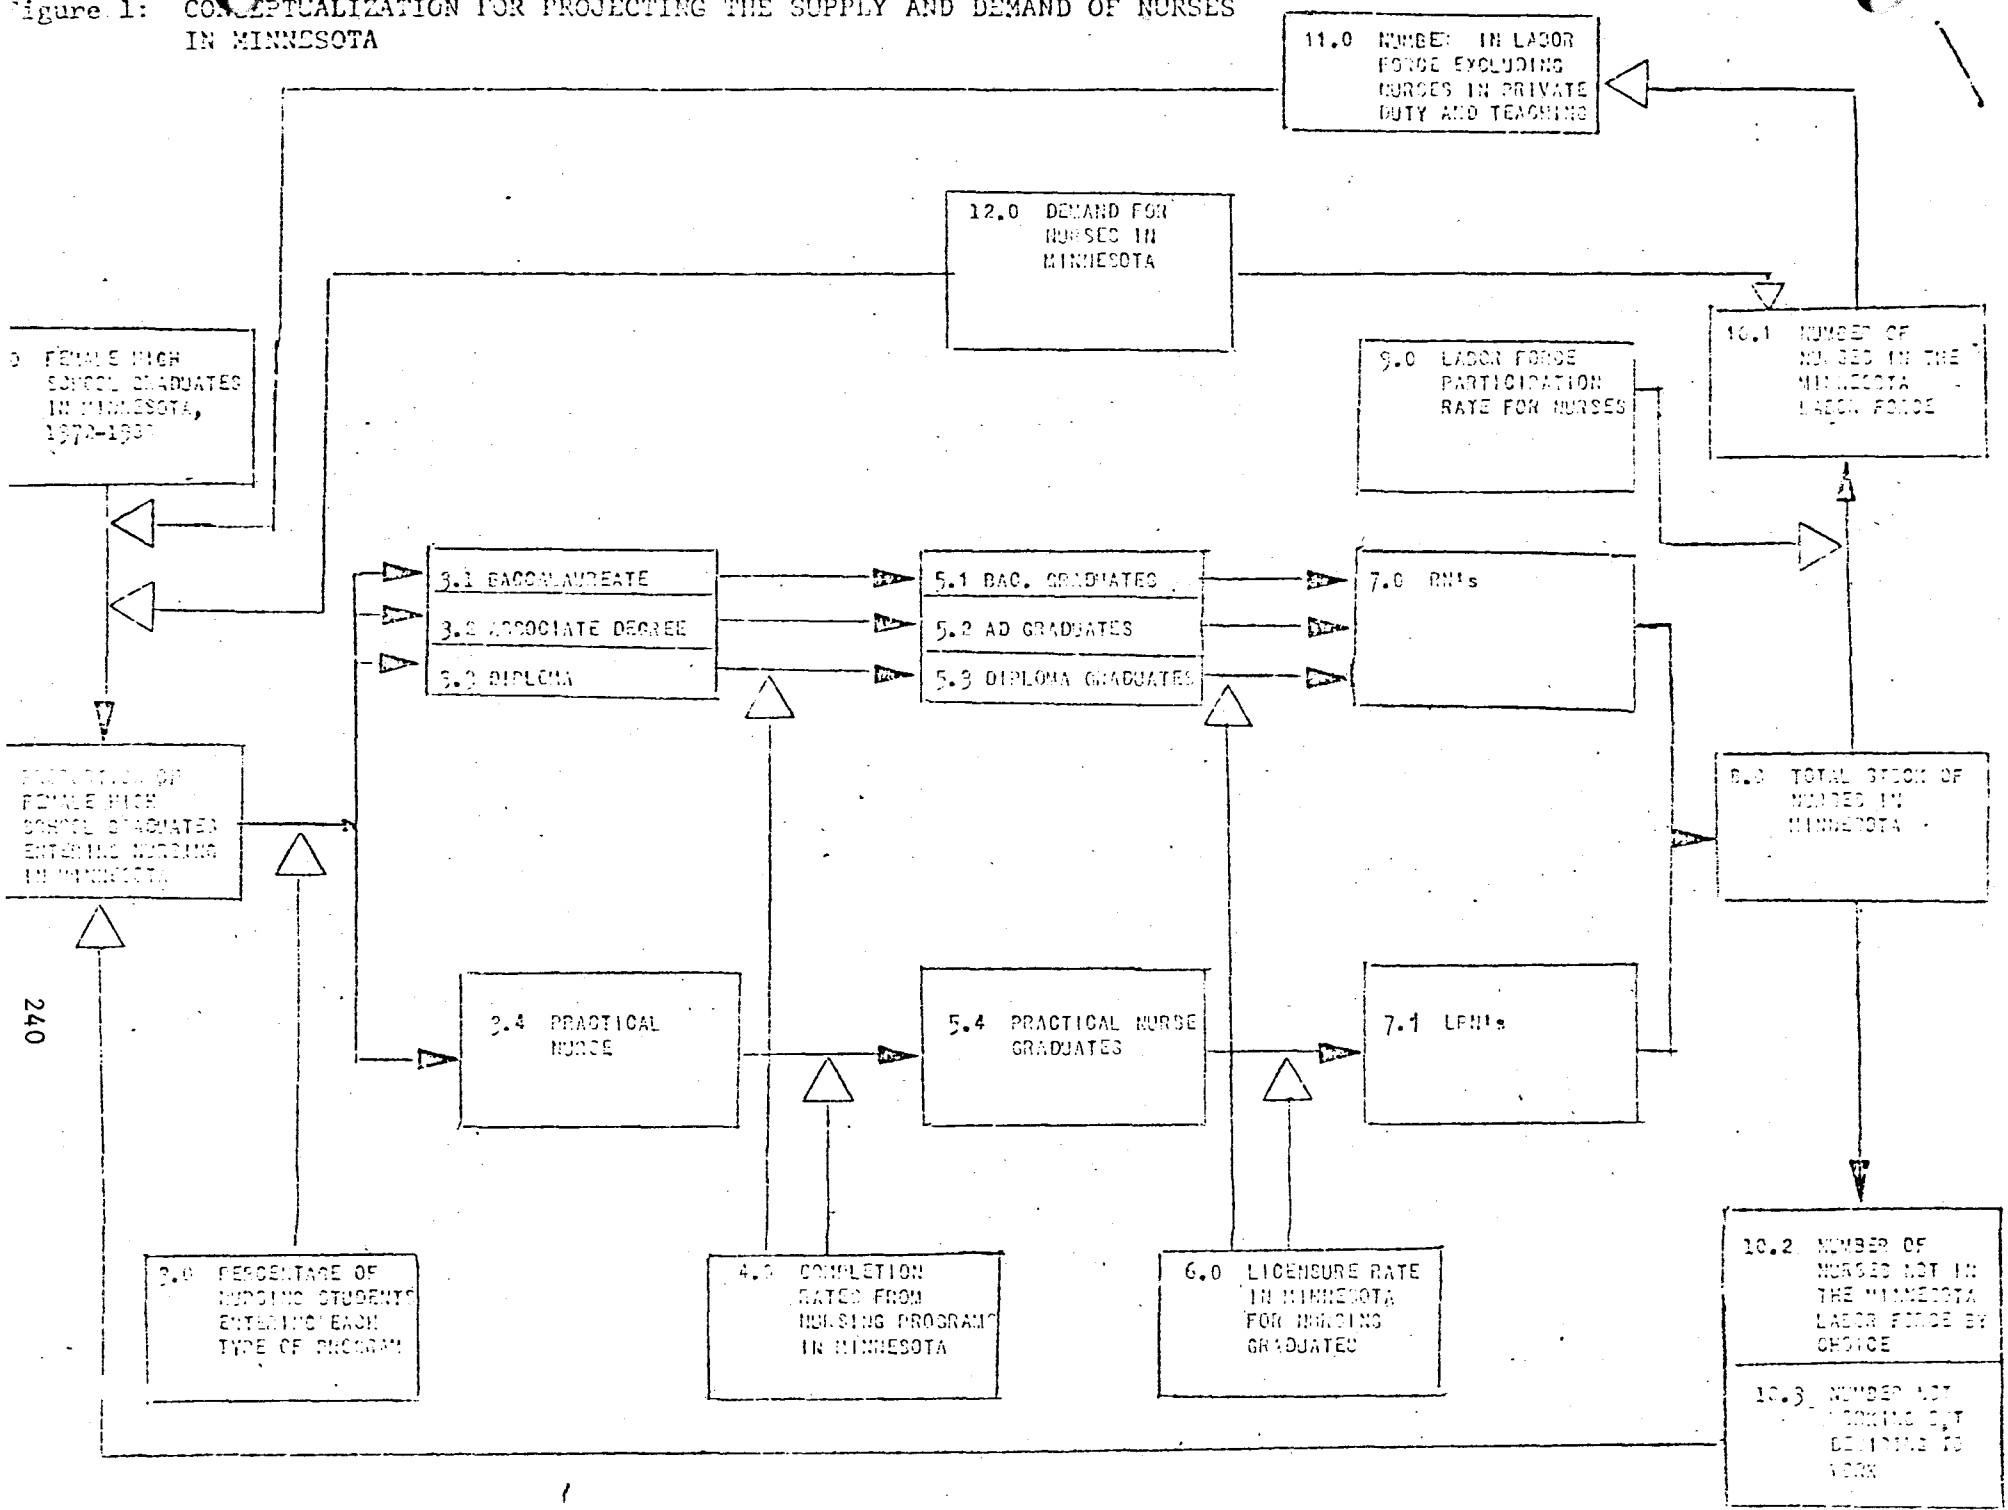 Figure 1: CONCEPTUALIZATION FOR PROJECTING THE SUPPLY AND DEMAND OF NURSES
IN MINNESOTA
11.0 NUMBER IN LABOR
FORCE EXCLUDING
NURSES IN PRIVATE
DUTY AND TEACHING
12.0 DEMAND FOR
NURSES IN
MINNESOTA
0 FEMALE HIGH
SCHOOL GRADUATES
IN MINNESOTA,
9.0 LABOR FORCE
PARTICIPATION
RATE FOR NURSES
10.1 NUMBER OF
NURSES IN THE
MINNESOTA
LABOR FORCE
3.1 BACCALAUREATE
3.2 ASSOCIATE DEGREE
3.3 DIPLOMA
5.1 BAC. GRADUATES
5.2 AD GRADUATES
5.3 DIPLOMA GRADUATES
7.0 RN's
PROPORTION OF
FEMALE HIGH
SCHOOL GRADUATES
ENTERING NURSING
IN MINNESOTA
8.0 TOTAL STOCK OF
NURSES IN
MINNESOTA
3.4 PRACTICAL
NURSE
5.4 PRACTICAL NURSE
GRADUATES
7.1 LPN's
240
3.0 PERCENTAGE OF
NURSING STUDENTS
ENTERING EACH
TYPE OF PROGRAM
4.0 COMPLETION
RATES FROM
NURSING PROGRAMS
IN MINNESOTA
6.0 LICENSURE RATE
IN MINNESOTA
FOR NURSING
GRADUATES
10.2 NUMBER OF
NURSES NOT IN
THE MINNESOTA
LABOR FORCE BY
CHOICE
10.3 NUMBER NOT
WORKING BUT
DESIRING TO
WORK